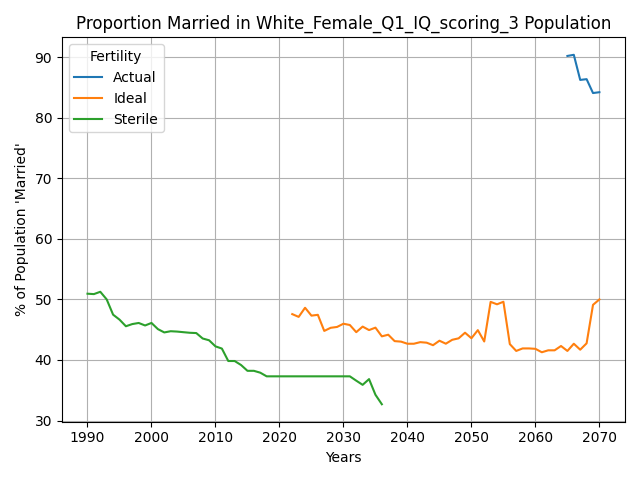 Proportion Married in White_Female_Q1_IQ_scoring_3 Population
Fertility
Actual
Ideal
Sterile
% of Population 'Married'
90
80
70
60
50
40
30
1990 2000 2010 2020 2030 2040 2050 2060 2070
Years